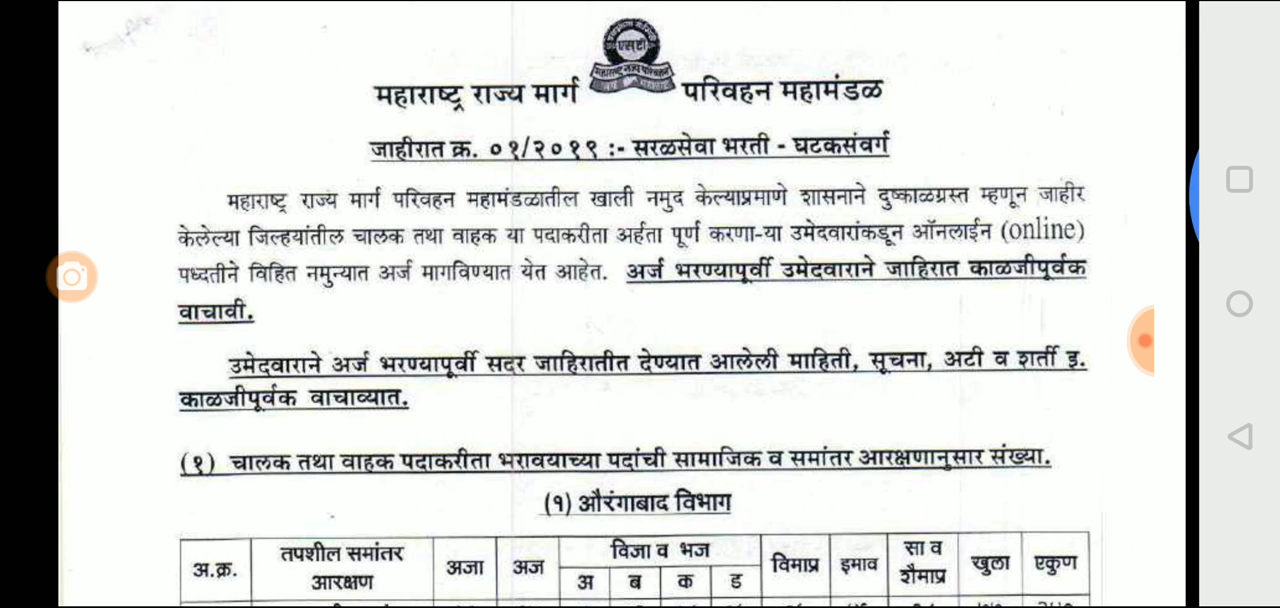 एसटी
महाराष्ट्र राज्य मार्ग परिवहन महामंडळ
जाहीरात क्र. ०१/२०१९ :- सरळसेवा भरती - घटकसंवर्ग
महाराष्ट्र राज्य मार्ग परिवहन महामंडळातील खाली नमुद केल्याप्रमाणे शासनाने दुष्काळग्रस्त म्हणून जाहीर
केलेल्या जिल्हयांतील चालक तथा वाहक या पदाकरीता अर्हता पूर्ण करणा-या उमेदवारांकडून ऑनलाईन (online)
पध्दतीने विहित नमुन्यात अर्ज मागविण्यात येत आहेत. अर्ज भरण्यापूर्वी उमेदवाराने जाहिरात काळजीपूर्वक
वाचावी.
उमेदवाराने अर्ज भरण्यापूर्वी सदर जाहिरातीत देण्यात आलेली माहिती, सूचना, अटी व शर्ती इ.
काळजीपूर्वक वाचाव्यात.
(१) चालक तथा वाहक पदाकरीता भरावयाच्या पदांची सामाजिक व समांतर आरक्षणानुसार संख्या.
(१) औरंगाबाद विभाग
अ.क्र. तपशील समांतर आरक्षण अजा अज विजा व भज विमाप्र इमाव सा व शैमाप्र खुला एकुण
अ ब क ड